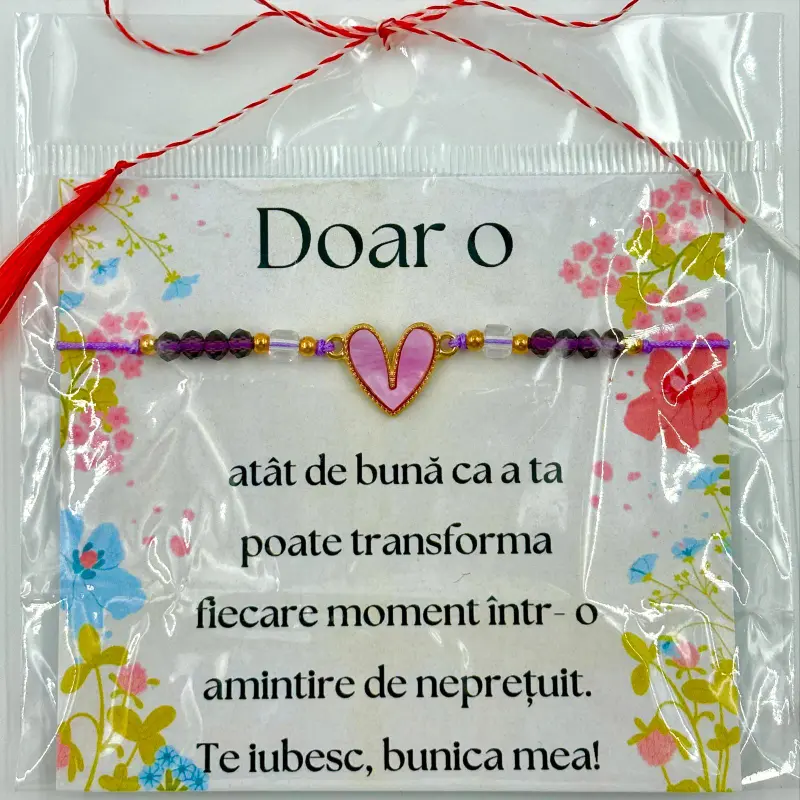 Doar o
atât de bună ca a ta
poate transforma
fiecare moment într- o
amintire de neprețuit.
Te iubesc, bunica mea!